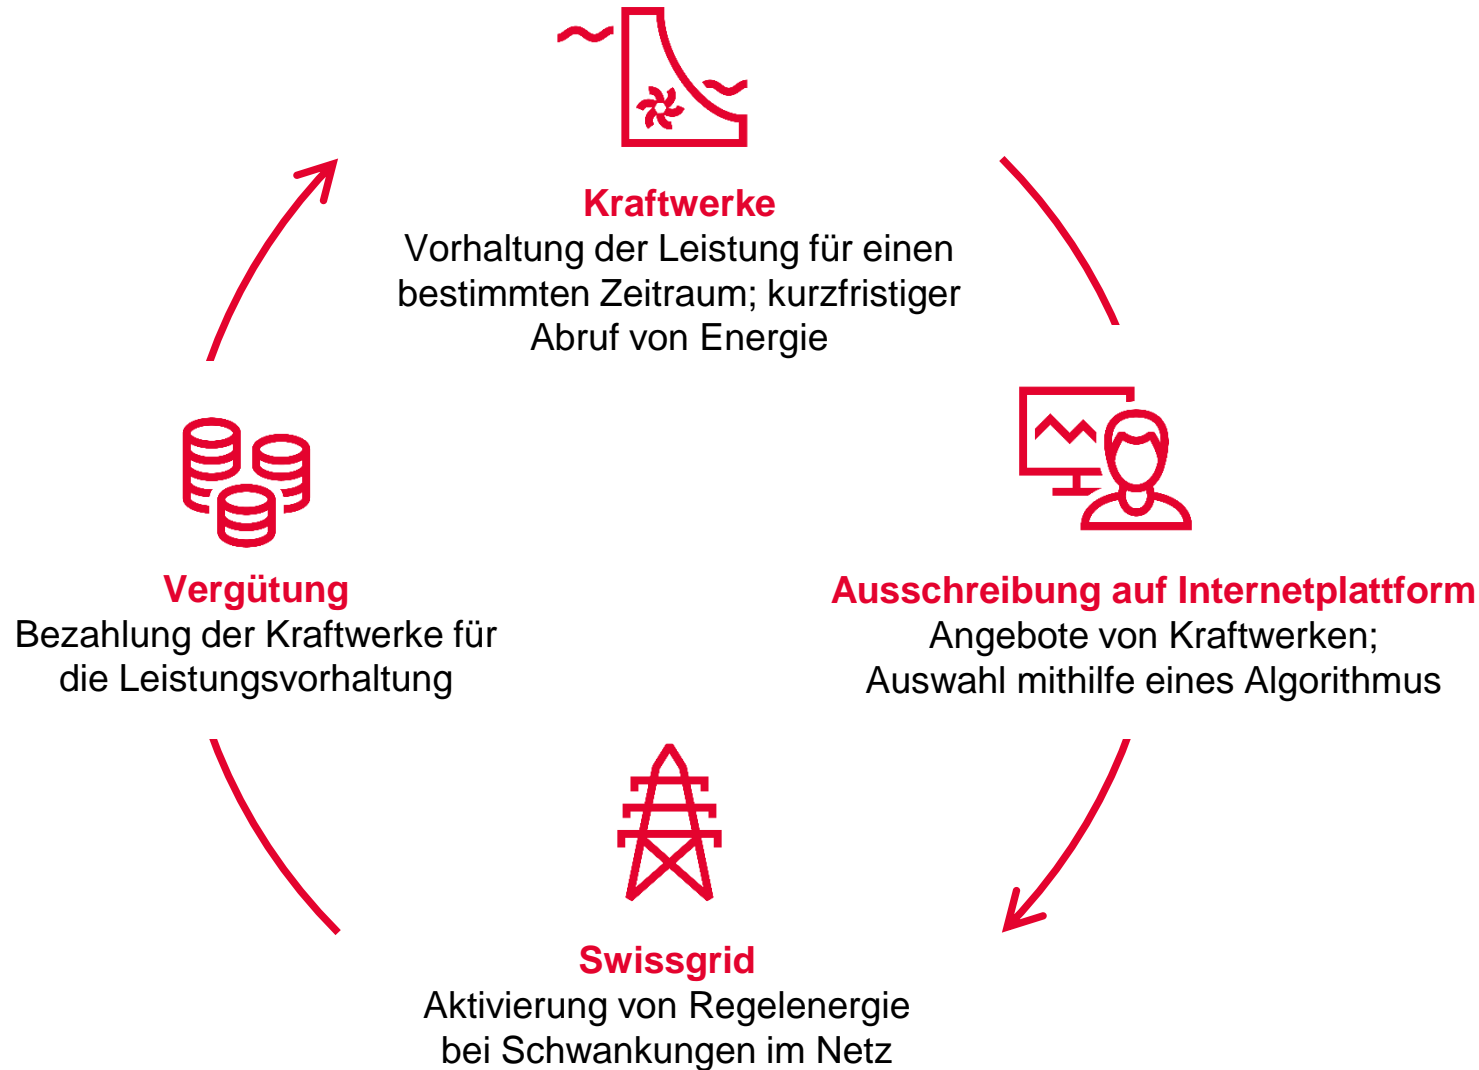 Kraftwerke
Vorhaltung der Leistung für einen
bestimmten Zeitraum; kurzfristiger
Abruf von Energie
Vergütung
Bezahlung der Kraftwerke für
die Leistungsvorhaltung
Ausschreibung auf Internetplattform
Angebote von Kraftwerken;
Auswahl mithilfe eines Algorithmus
Swissgrid
Aktivierung von Regelenergie
bei Schwankungen im Netz